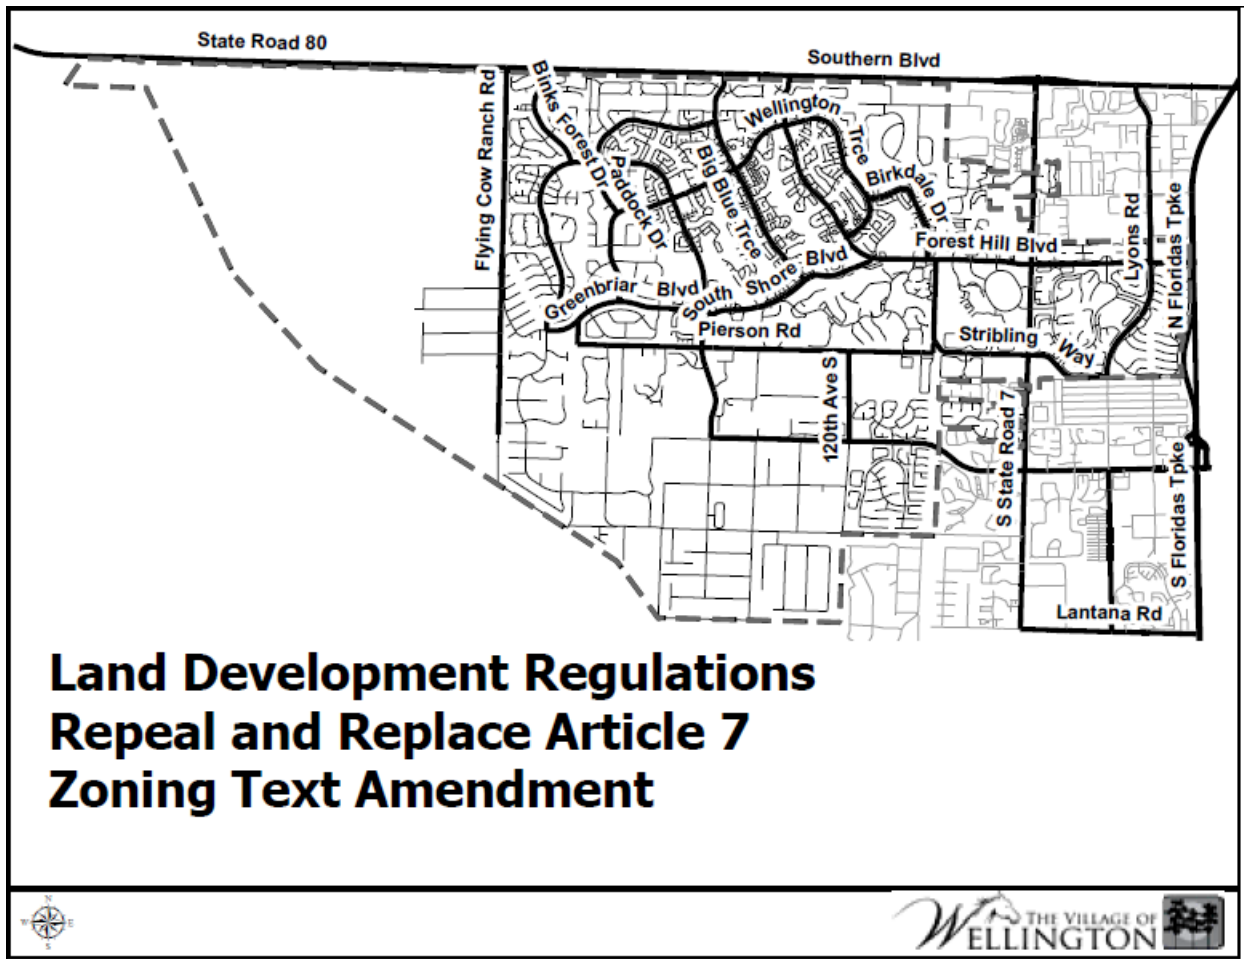 State Road 80
Southern Blvd
Flying Cow Ranch Rd
Binks Forest Dr
Paddock Dr
Big Blue Trce
Wellington Trce
Birkdale Dr
Forest Hill Blvd
Lyons Rd
N Floridas Tpke
Greenbriar Blvd
South Shore Blvd
Pierson Rd
Stribling Way
120th Ave S
S State Road 7
S Floridas Tpke
Lantana Rd
Land Development Regulations
Repeal and Replace Article 7
Zoning Text Amendment
N
W E
S
THE VILLAGE OF
WELLINGTON